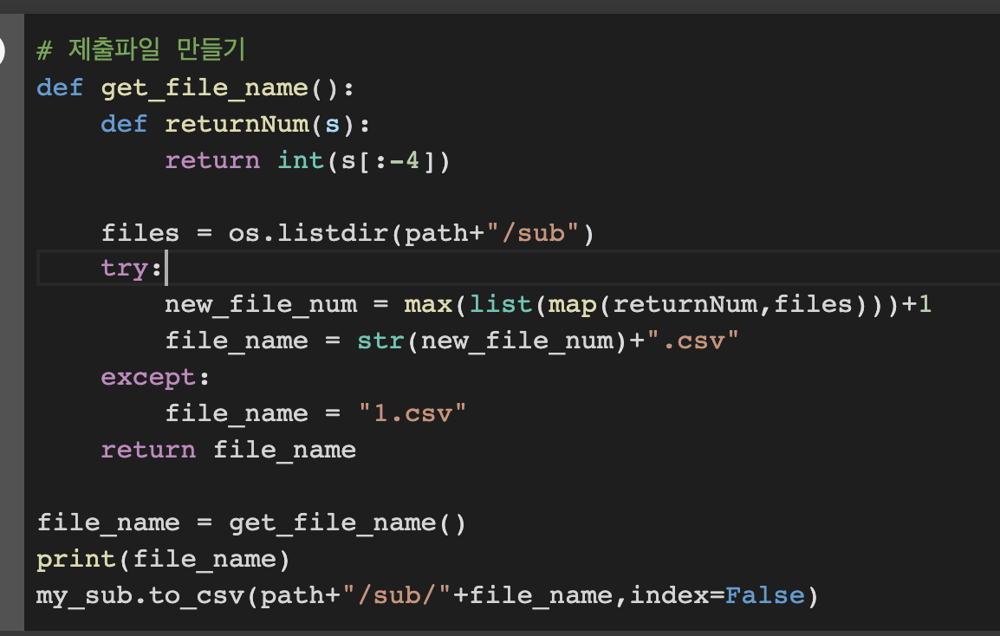 # 제출파일 만들기
def get_file_name():
    def returnNum(s):
        return int(s[:-4])

    files = os.listdir(path+"/sub")
    try:
        new_file_num = max(list(map(returnNum,files)))+1
        file_name = str(new_file_num)+".csv"
    except:
        file_name = "1.csv"
    return file_name

file_name = get_file_name()
print(file_name)
my_sub.to_csv(path+"/sub/"+file_name,index=False)